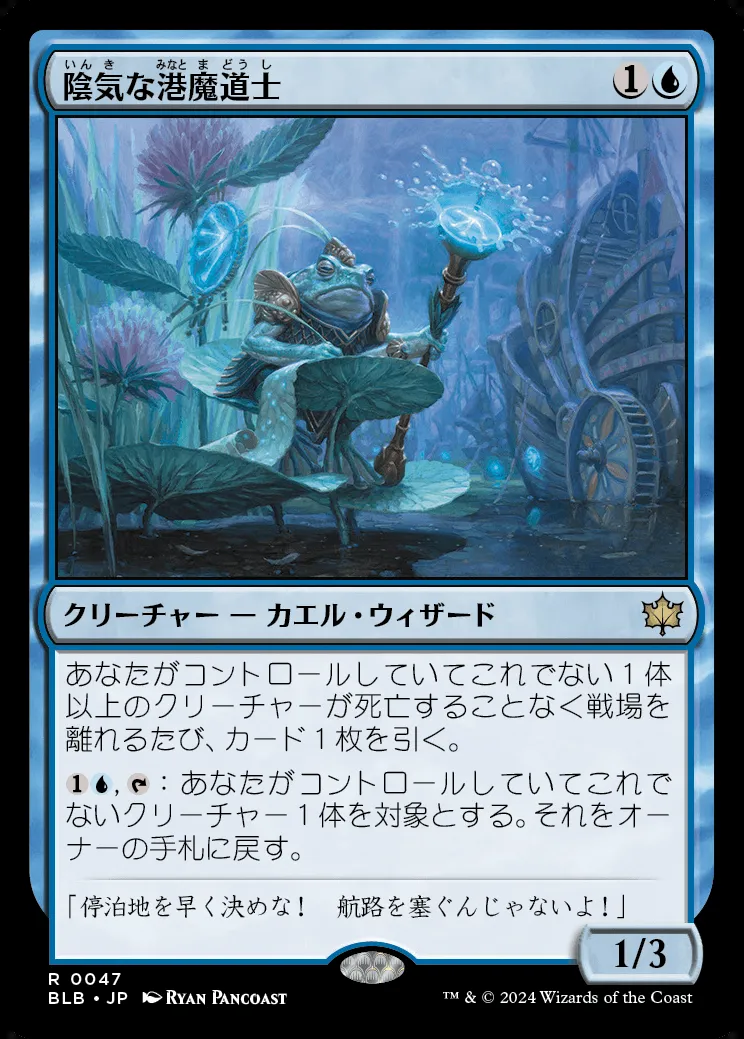 いんき みなとまどうし
陰気な港魔道士 1
クリーチャー — カエル・ウィザード
あなたがコントロールしていてこれでない１体
以上のクリーチャーが死亡することなく戦場を
離れるたび、カード１枚を引く。
1 , ：あなたがコントロールしていてこれで
ないクリーチャー１体を対象とする。それをオー
ナーの手札に戻す。
「停泊地を早く決めな！　航路を塞ぐんじゃないよ！」
1/3
R 0047
BLB • JP Ryan Pancoast
™ & © 2024 Wizards of the Coast